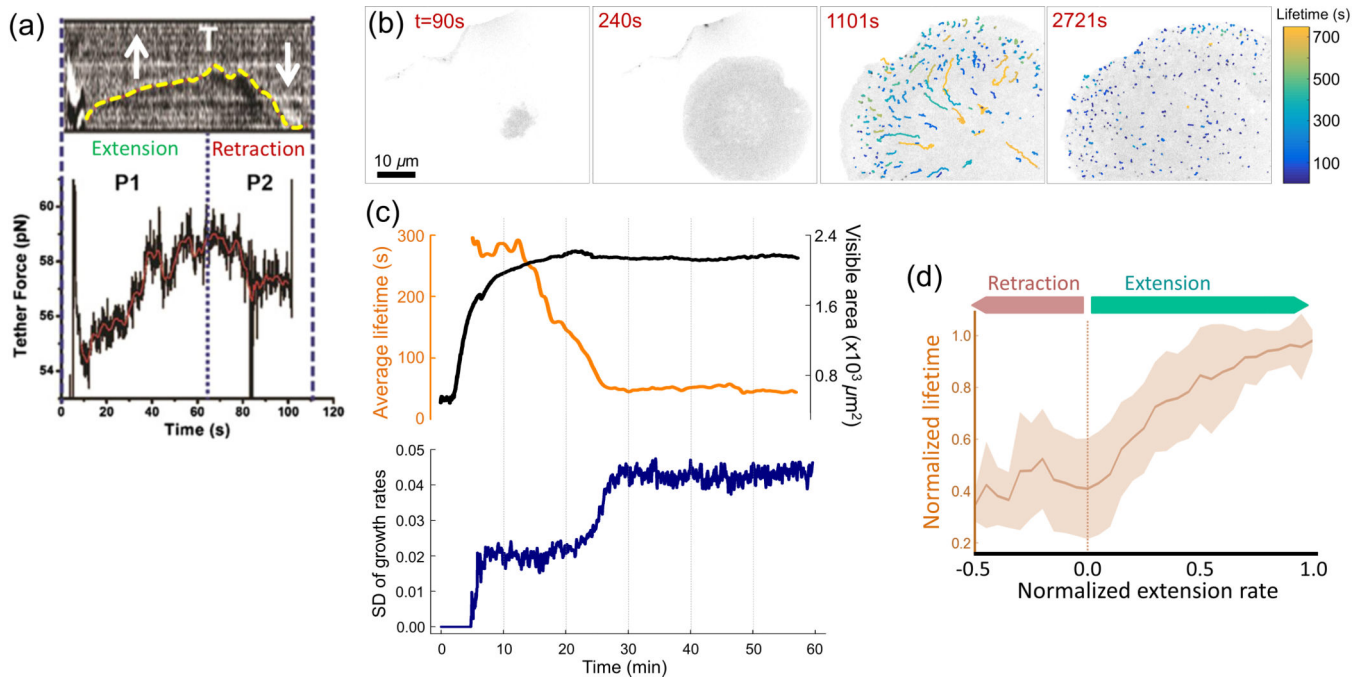 (a)
T
Extension Retraction
P1 P2
Tether Force (pN)
60
58
56
54
0 20 40 60 80 100 120
Time (s)
(b)
t=90s 240s 1101s 2721s
10 µm
Lifetime (s)
700
500
300
100
(c)
Average lifetime (s)
300
200
100
0
Visible area (x10³ µm²)
2.4
1.6
0.8
SD of growth rates
0.05
0.04
0.03
0.02
0.01
0.00
0 10 20 30 40 50 60
Time (min)
(d)
Retraction Extension
Normalized lifetime
1.0
0.8
0.6
0.4
0.2
-0.5 0.0 0.5 1.0
Normalized extension rate